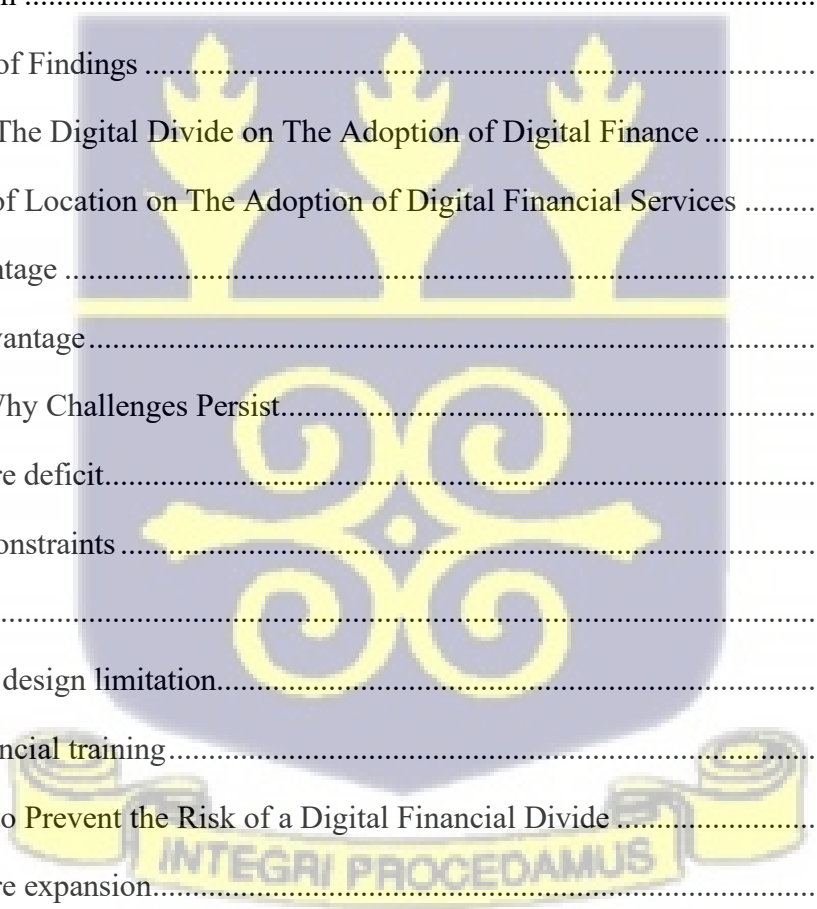 of Findings ...............................................................................
The Digital Divide on The Adoption of Digital Finance .............
of Location on The Adoption of Digital Financial Services ........
ntage ..........................................................................................
vantage.......................................................................................
Why Challenges Persist...............................................................
re deficit.....................................................................................
onstraints ...................................................................................
....................................................................................................
design limitation.........................................................................
ncial training...............................................................................
o Prevent the Risk of a Digital Financial Divide ........................
INTEGRI PROCEDAMUS
re expansion...............................................................................